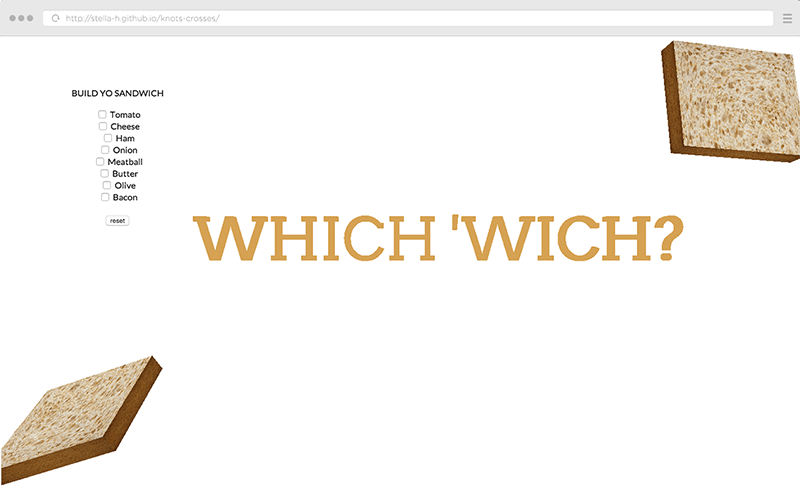 http://stella-h.github.io/knots-crosses/
BUILD YO SANDWICH
Tomato
Cheese
Ham
Onion
Meatball
Butter
Olive
Bacon
reset
WHICH 'WICH?